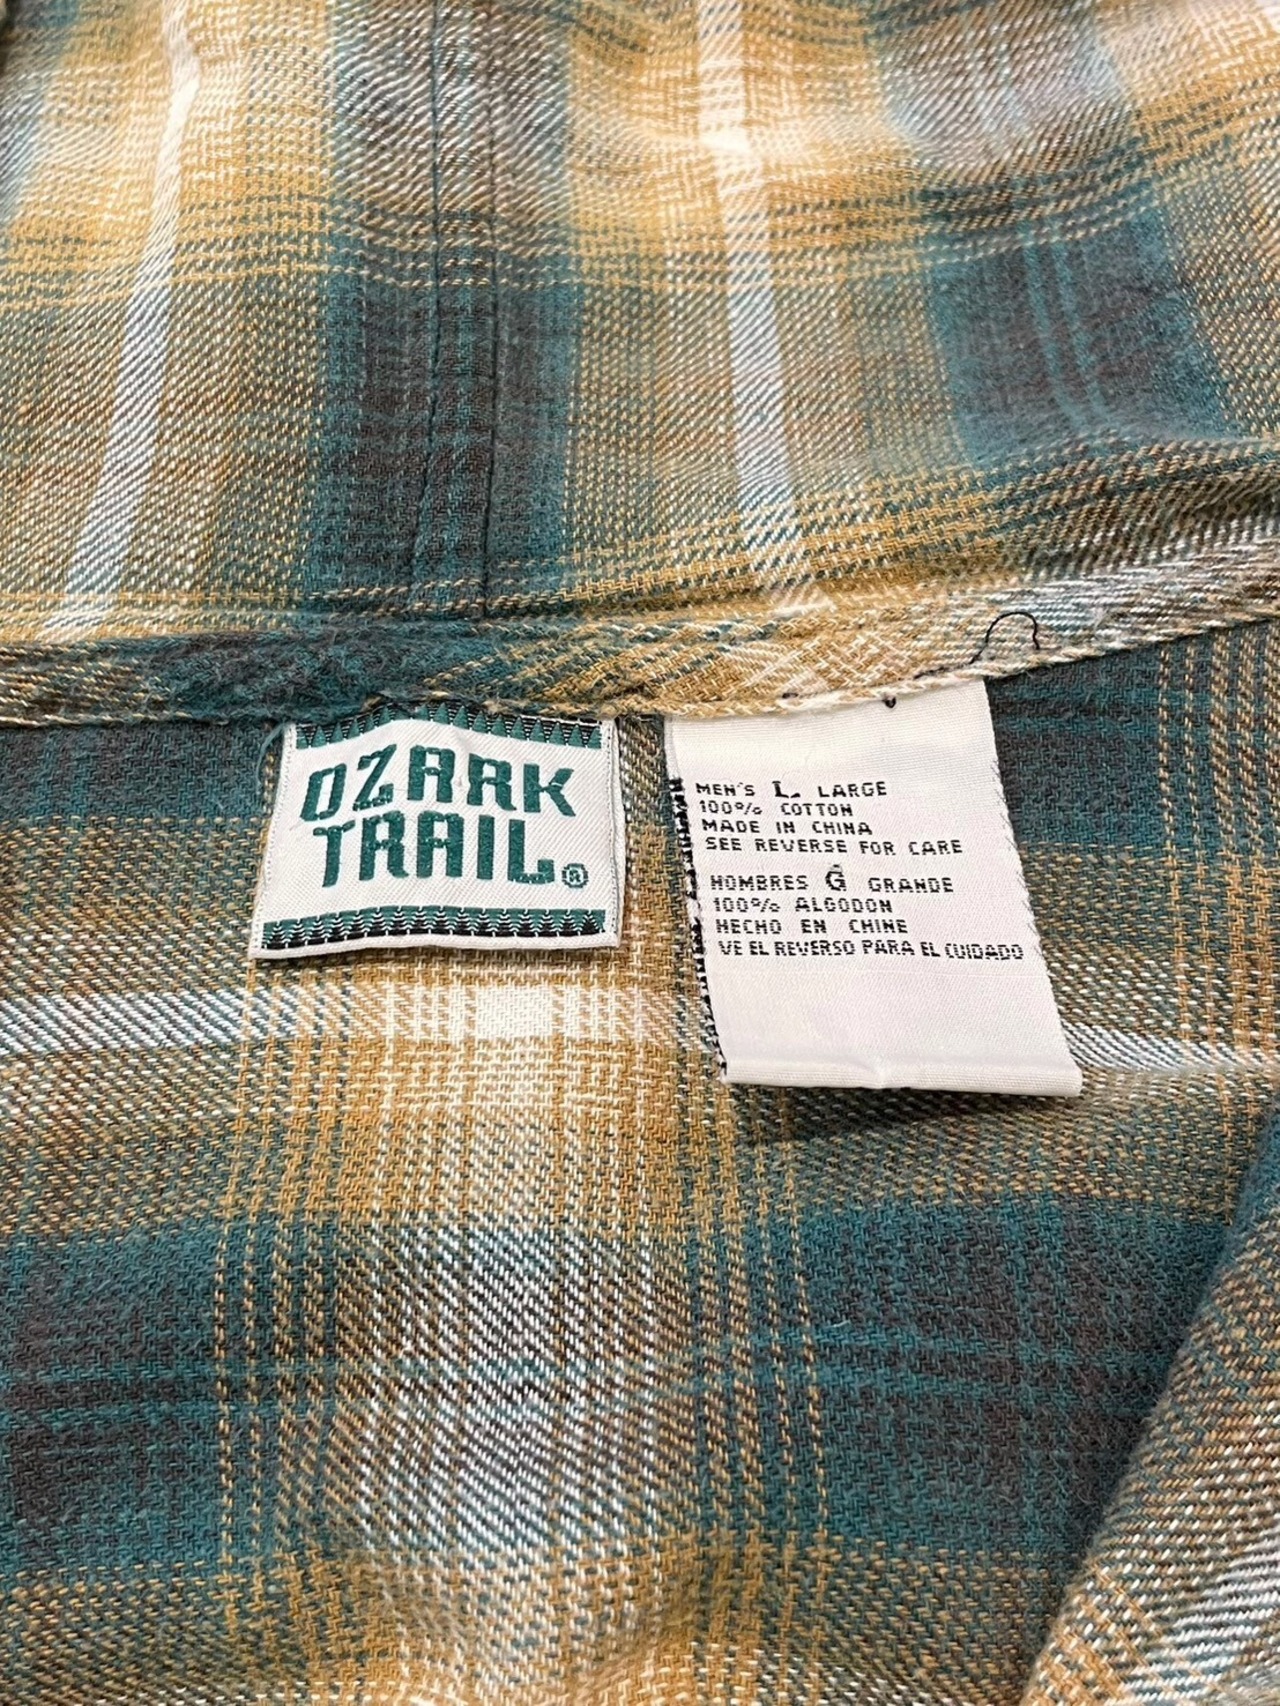 OZARK
TRAIL®
MEN'S L LARGE
100% COTTON
MADE IN CHINA
SEE REVERSE FOR CARE
HOMBRES G GRANDE
100% ALGODON
HECHO EN CHINE
VE EL REVERSO PARA EL CUIDADO